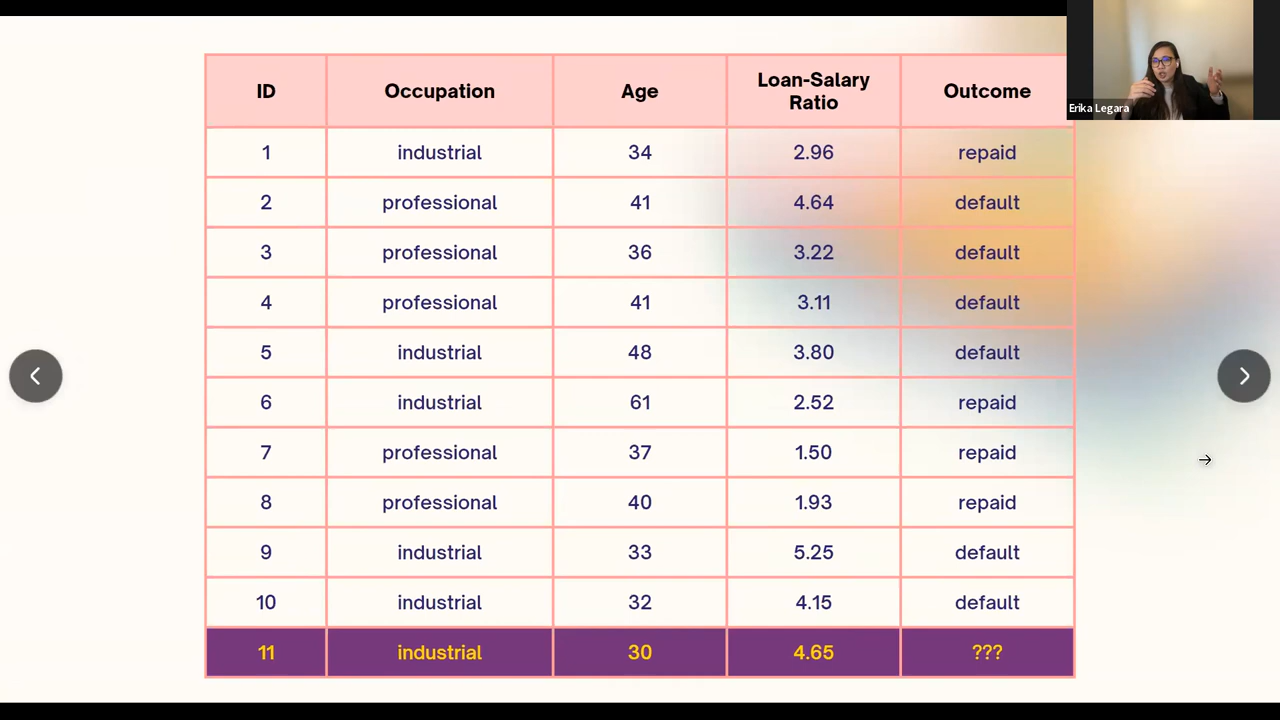 ID Occupation Age Loan-Salary Ratio Outcome
1 industrial 34 2.96 repaid
2 professional 41 4.64 default
3 professional 36 3.22 default
4 professional 41 3.11 default
5 industrial 48 3.80 default
6 industrial 61 2.52 repaid
7 professional 37 1.50 repaid
8 professional 40 1.93 repaid
9 industrial 33 5.25 default
10 industrial 32 4.15 default
11 industrial 30 4.65 ???
Erika Legara